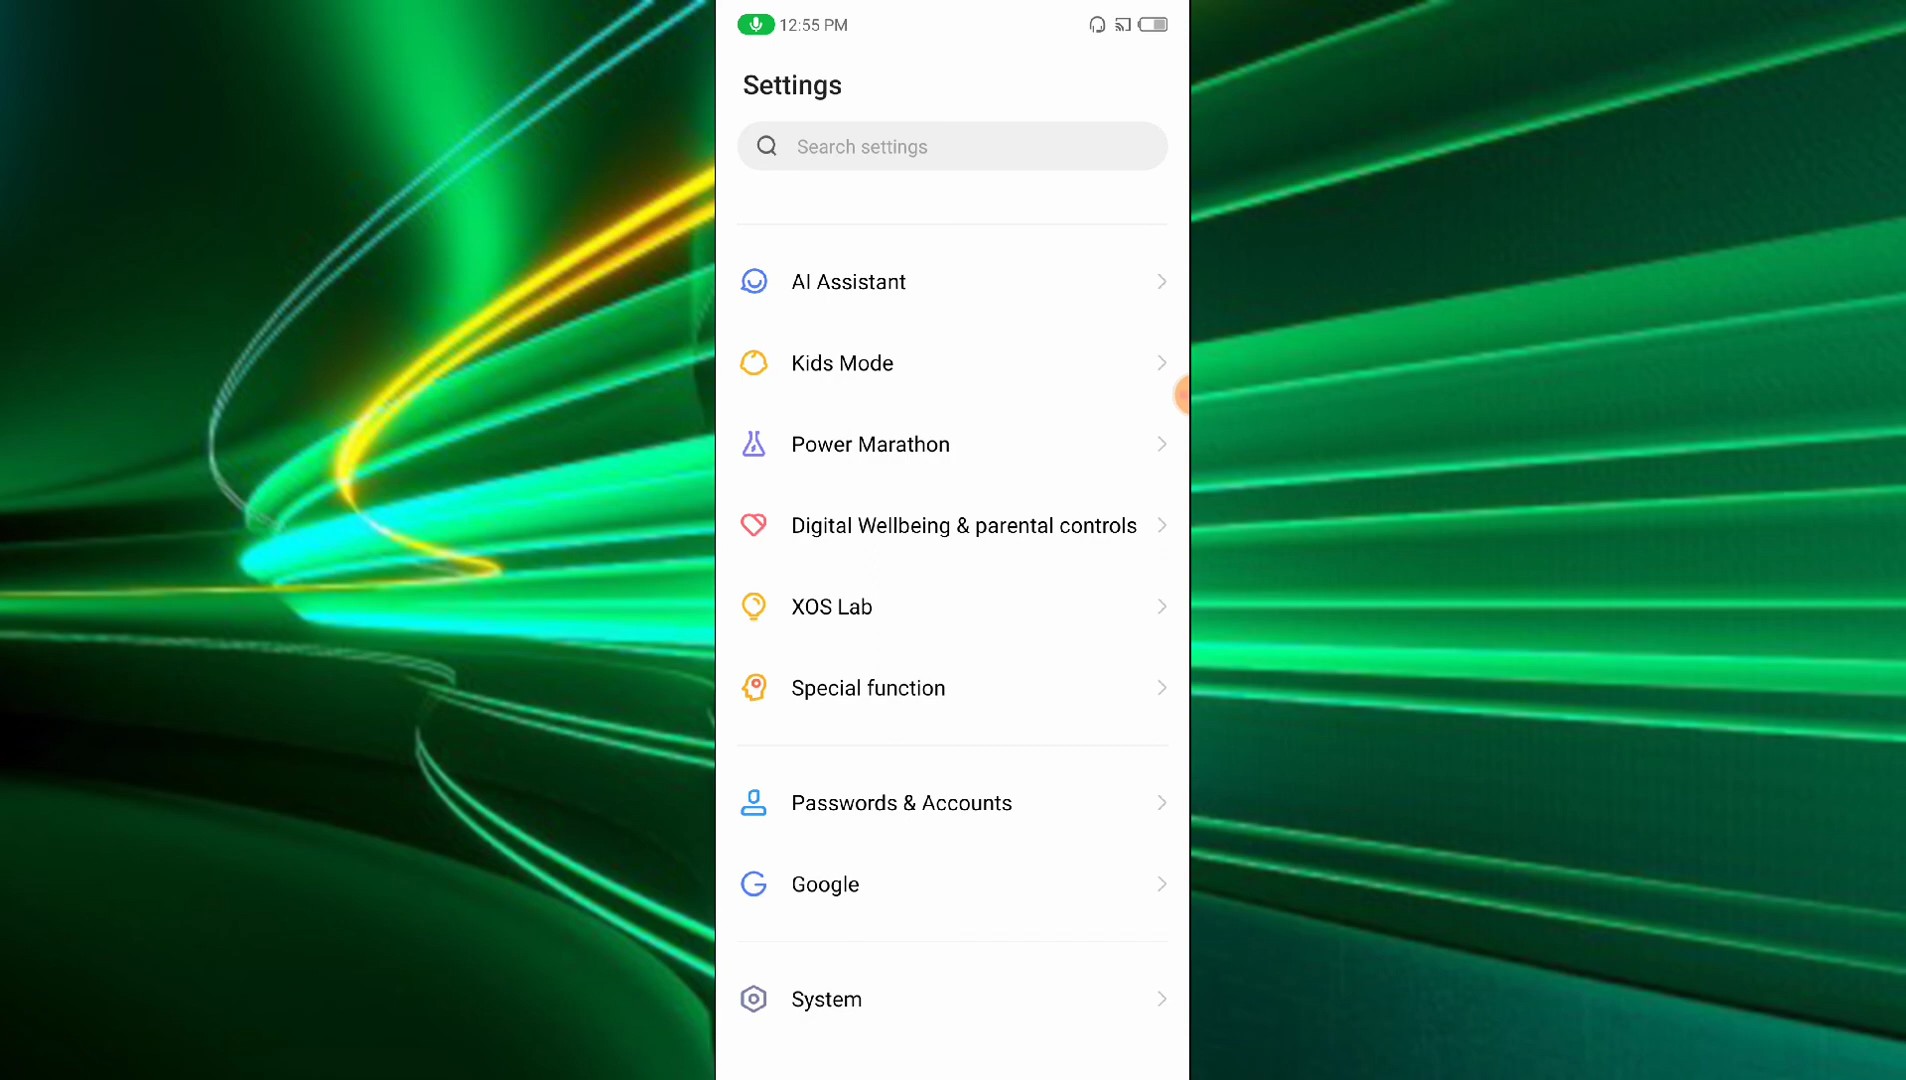 12:55 PM
Settings
Search settings
AI Assistant
Kids Mode
Power Marathon
Digital Wellbeing & parental controls
XOS Lab
Special function
Passwords & Accounts
Google
System